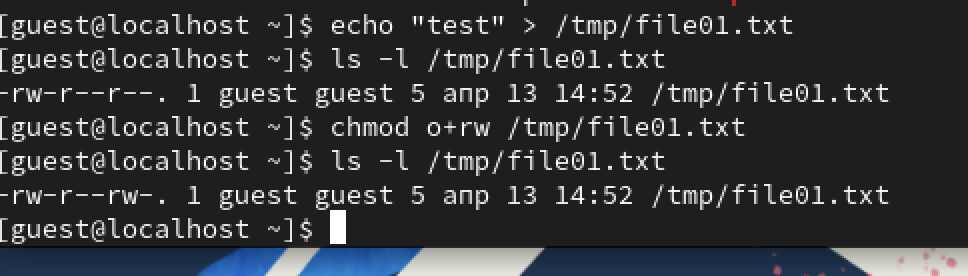 [guest@localhost ~]$ echo "test" > /tmp/file01.txt
[guest@localhost ~]$ ls -l /tmp/file01.txt
-rw-r--r--. 1 guest guest 5 апр 13 14:52 /tmp/file01.txt
[guest@localhost ~]$ chmod o+rw /tmp/file01.txt
[guest@localhost ~]$ ls -l /tmp/file01.txt
-rw-r--rw-. 1 guest guest 5 апр 13 14:52 /tmp/file01.txt
[guest@localhost ~]$